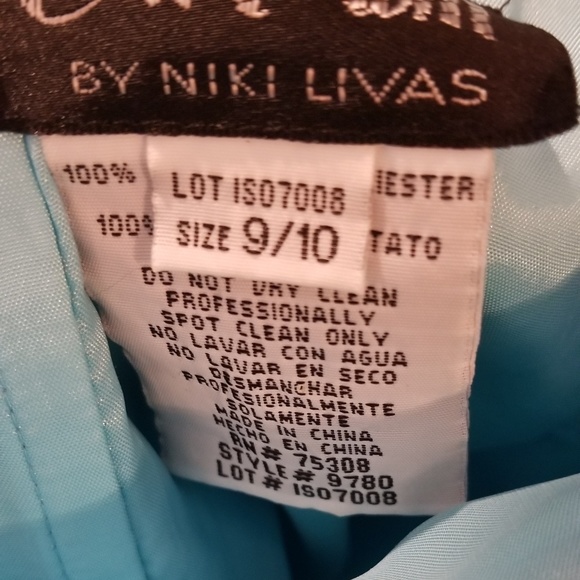 BY NIKI LIVAS
LOT ISO7008
SIZE 9/10
100% IESTER
100% TATO
DO NOT DRY CLEAN
PROFESSIONALLY
SPOT CLEAN ONLY
NO LAVAR CON AGUA
NO LAVAR EN SECO
DESMANCHAR
PROFESIONALMENTE
SOLAMENTE
MADE IN CHINA
HECHO EN CHINA
RN# 75308
STYLE# 9780
LOT# ISO7008